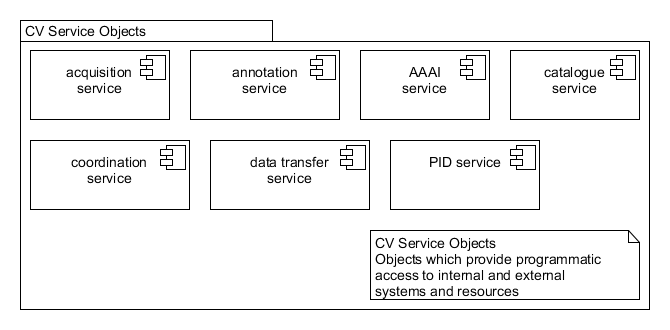 CV Service Objects
acquisition
service
annotation
service
AAAI
service
catalogue
service
coordination
service
data transfer
service
PID service
CV Service Objects
Objects which provide programmatic
access to internal and external
systems and resources